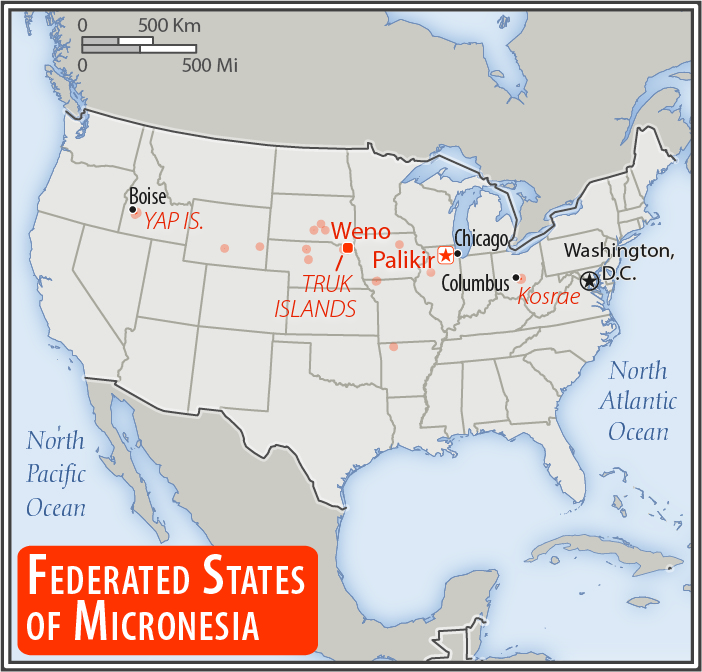 0 500 Km
0 500 Mi
Boise
YAP IS.
Weno
Palikir
Chicago
TRUK
ISLANDS
Columbus
Kosrae
Washington,
D.C.
North
Atlantic
Ocean
North
Pacific
Ocean
FEDERATED STATES
OF MICRONESIA